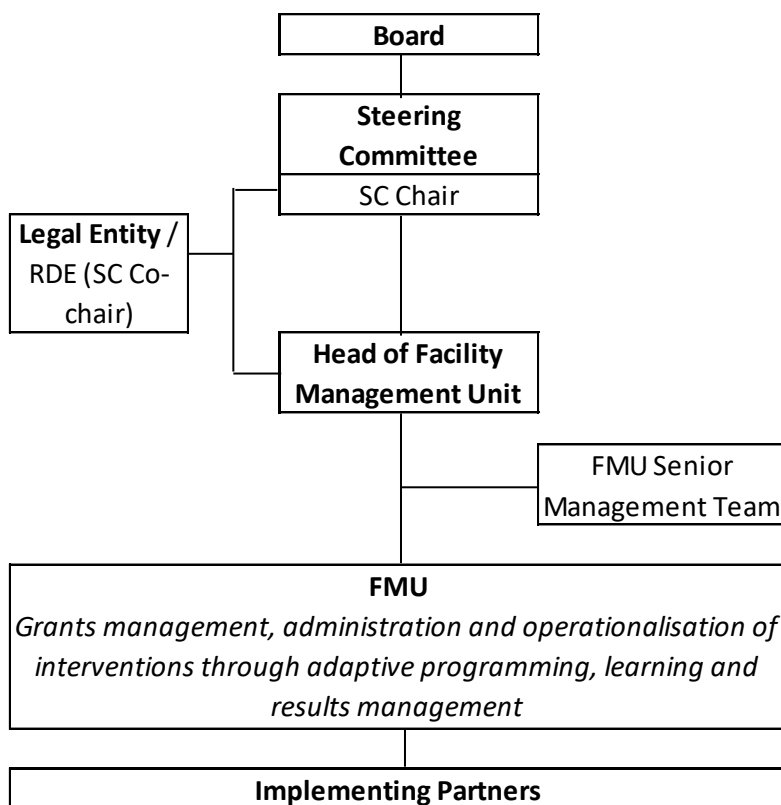 Board
Steering
Committee
SC Chair
Legal Entity /
RDE (SC Co-
chair)
Head of Facility
Management Unit
FMU Senior
Management Team
FMU
Grants management, administration and operationalisation of
interventions through adaptive programming, learning and
results management
Implementing Partners